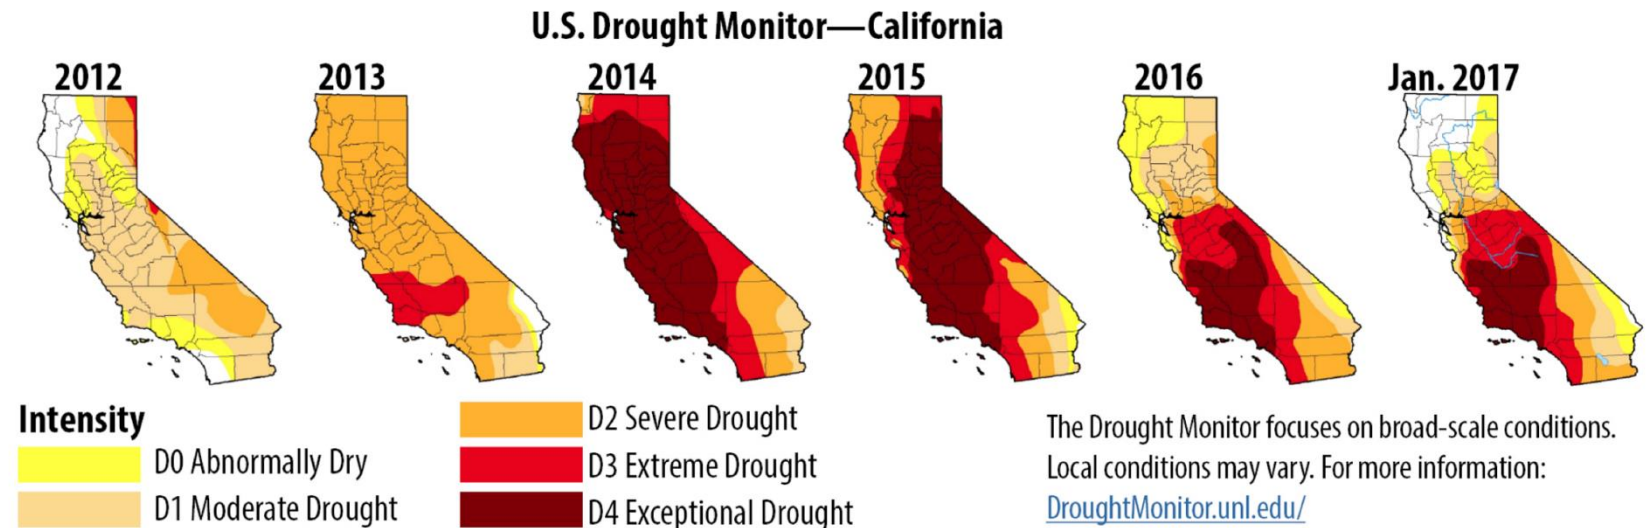 U.S. Drought Monitor—California
2012
2013
2014
2015
2016
Jan. 2017
Intensity
D0 Abnormally Dry
D1 Moderate Drought
D2 Severe Drought
D3 Extreme Drought
D4 Exceptional Drought
The Drought Monitor focuses on broad-scale conditions.
Local conditions may vary. For more information:
DroughtMonitor.unl.edu/